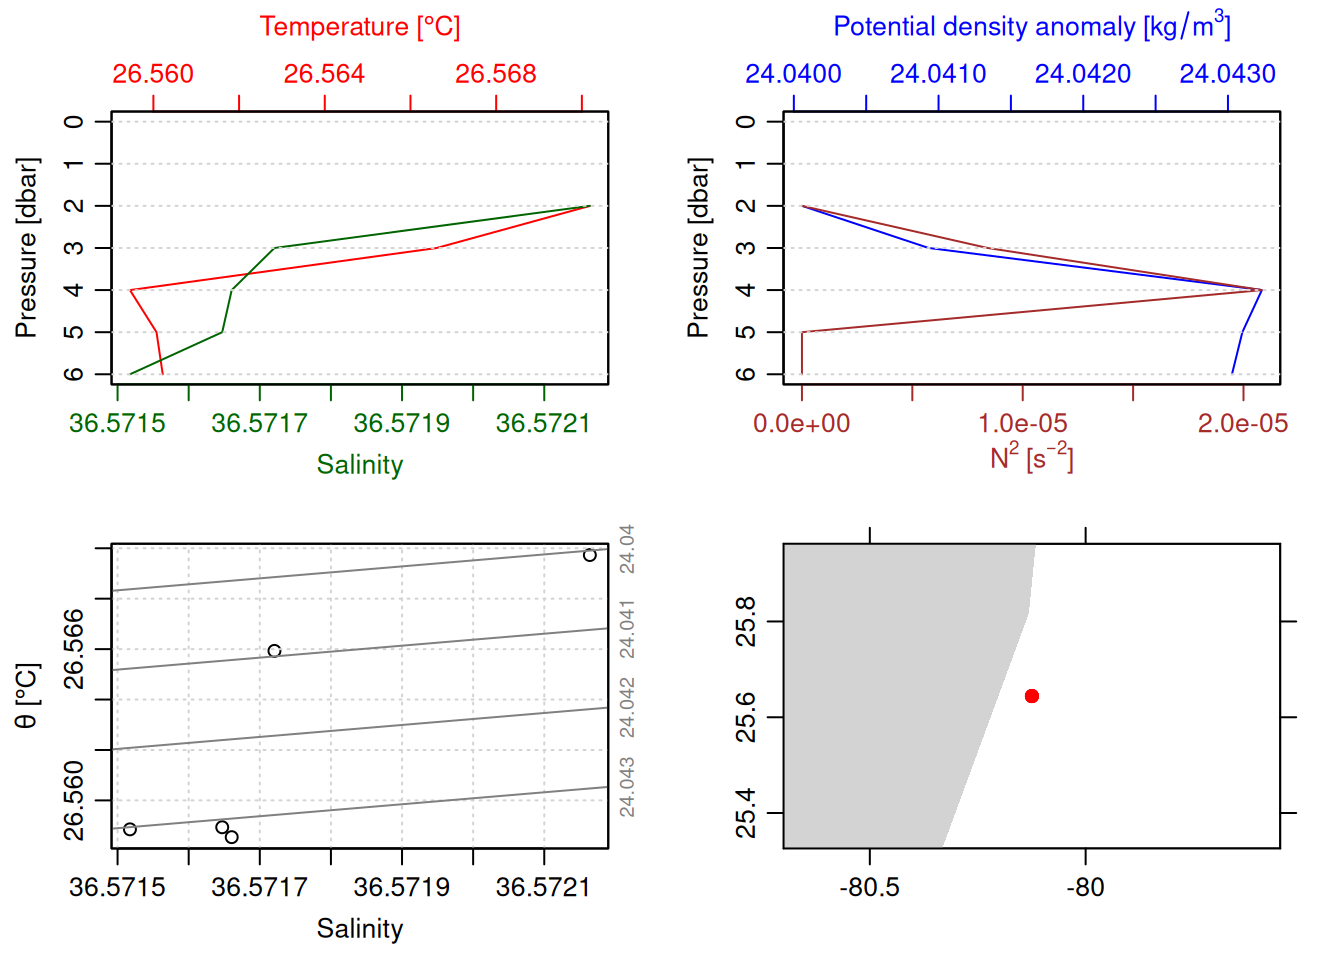 Temperature [°C]
26.560 26.564 26.568
Pressure [dbar]
0
1
2
3
4
5
6
36.5715 36.5717 36.5719 36.5721
Salinity
Potential density anomaly [kg/m³]
24.0400 24.0410 24.0420 24.0430
Pressure [dbar]
0
1
2
3
4
5
6
0.0e+00 1.0e-05 2.0e-05
N² [s⁻²]
θ [°C]
26.566
26.560
24.04
24.041
24.042
24.043
36.5715 36.5717 36.5719 36.5721
Salinity
25.8
25.6
25.4
-80.5 -80